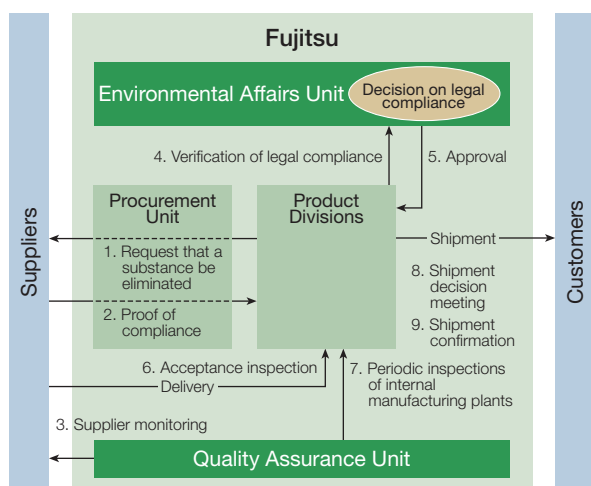 Fujitsu
Environmental Affairs Unit
Decision on legal
compliance
4. Verification of legal compliance
5. Approval
Suppliers
Procurement
Unit
Product
Divisions
1. Request that a
substance be
eliminated
2. Proof of
compliance
Shipment
8. Shipment
decision
meeting
9. Shipment
confirmation
Customers
6. Acceptance inspection
Delivery
7. Periodic inspections
of internal
manufacturing plants
3. Supplier monitoring
Quality Assurance Unit